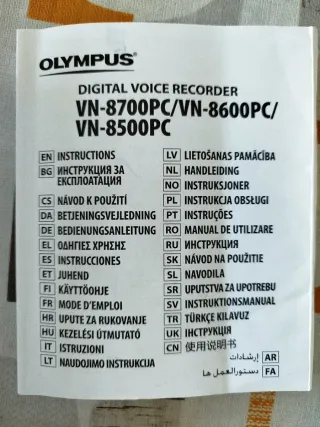 OLYMPUS®
DIGITAL VOICE RECORDER
VN-8700PC/VN-8600PC/
VN-8500PC
EN INSTRUCTIONS
BG ИНСТРУКЦИЯ ЗА
ЕКСПЛОАТАЦИЯ
CS NÁVOD K POUŽITÍ
DA BETJENINGSVEJLEDNING
DE BEDIENUNGSANLEITUNG
EL ΟΔΗΓΙΕΣ ΧΡΗΣΗΣ
ES INSTRUCCIONES
ET JUHEND
FI KÄYTTÖOHJE
FR MODE D'EMPLOI
HR UPUTE ZA RUKOVANJE
HU KEZELÉSI ÚTMUTATÓ
IT ISTRUZIONI
LT NAUDOJIMO INSTRUKCIJA
LV LIETOŠANAS PAMĀCĪBA
NL HANDLEIDING
NO INSTRUKSJONER
PL INSTRUKCJA OBSŁUGI
PT INSTRUÇÕES
RO MANUAL DE UTILIZARE
RU ИНСТРУКЦИЯ
SK NÁVOD NA POUŽITIE
SL NAVODILA
SR UPUTSTVA ZA UPOTREBU
SV INSTRUKTIONSMANUAL
TR TÜRKÇE KILAVUZ
UK ІНСТРУКЦІЯ
CN 使用说明书
إرشادات AR
دستورالعمل ها FA